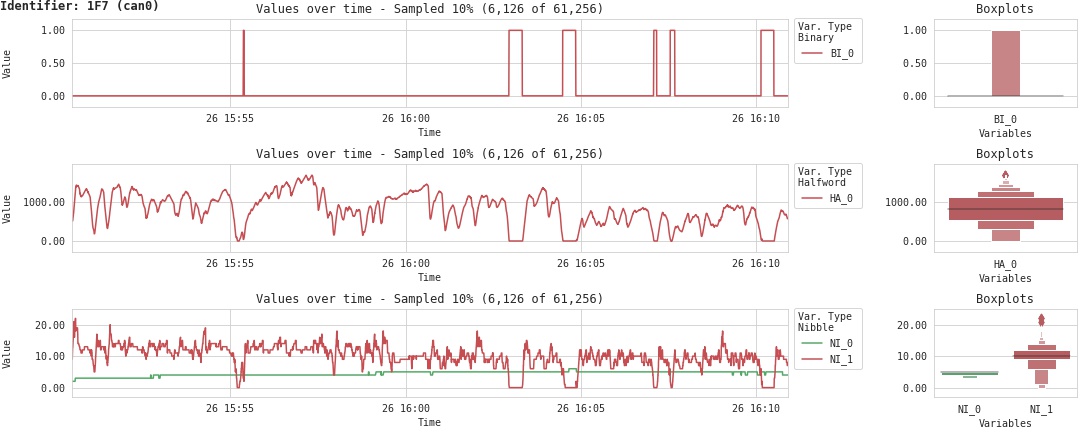 Identifier: 1F7 (can0)
Values over time - Sampled 10% (6,126 of 61,256)
Boxplots
Value
1.00
0.50
0.00
26 15:55
26 16:00
26 16:05
26 16:10
Time
Var. Type
Binary
BI_0
1.00
0.50
0.00
BI_0
Variables
Values over time - Sampled 10% (6,126 of 61,256)
Boxplots
Value
1000.00
0.00
26 15:55
26 16:00
26 16:05
26 16:10
Time
Var. Type
Halfword
HA_0
1000.00
0.00
HA_0
Variables
Values over time - Sampled 10% (6,126 of 61,256)
Boxplots
Value
20.00
10.00
0.00
26 15:55
26 16:00
26 16:05
26 16:10
Time
Var. Type
Nibble
NI_0
NI_1
20.00
10.00
0.00
NI_0
NI_1
Variables